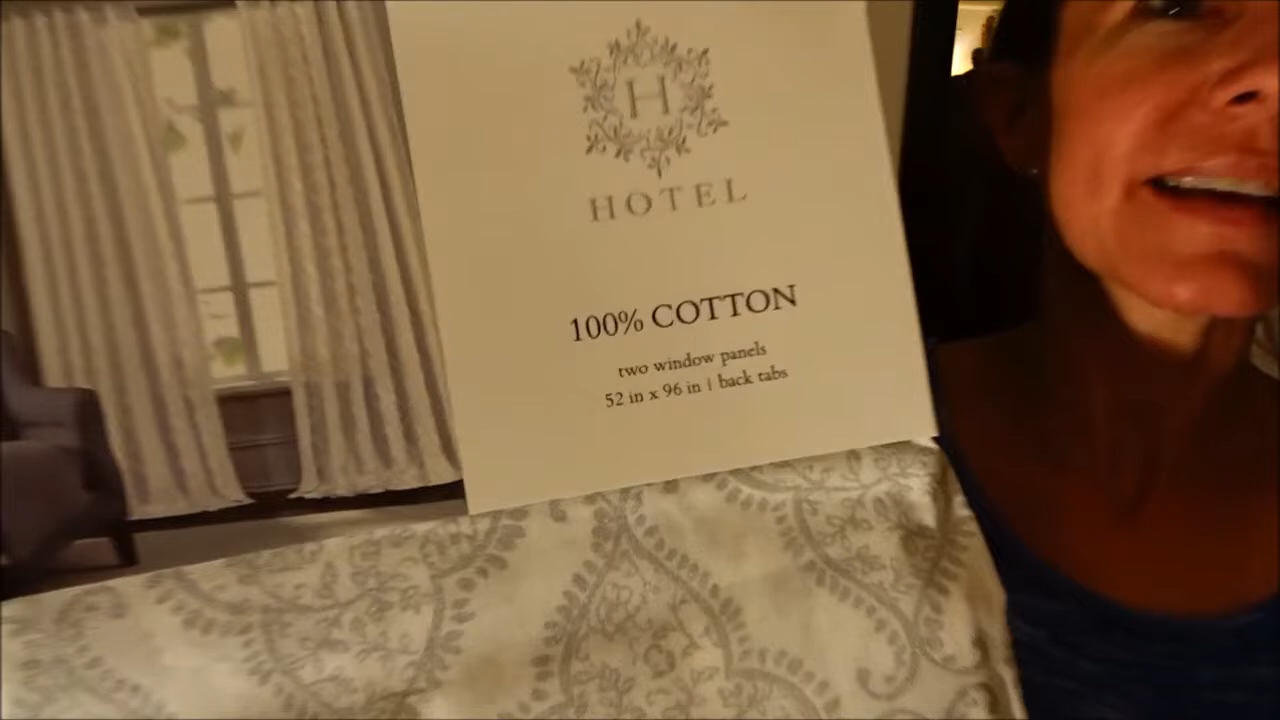 H
HOTEL
100% COTTON
two window panels
52 in x 96 in | back tabs